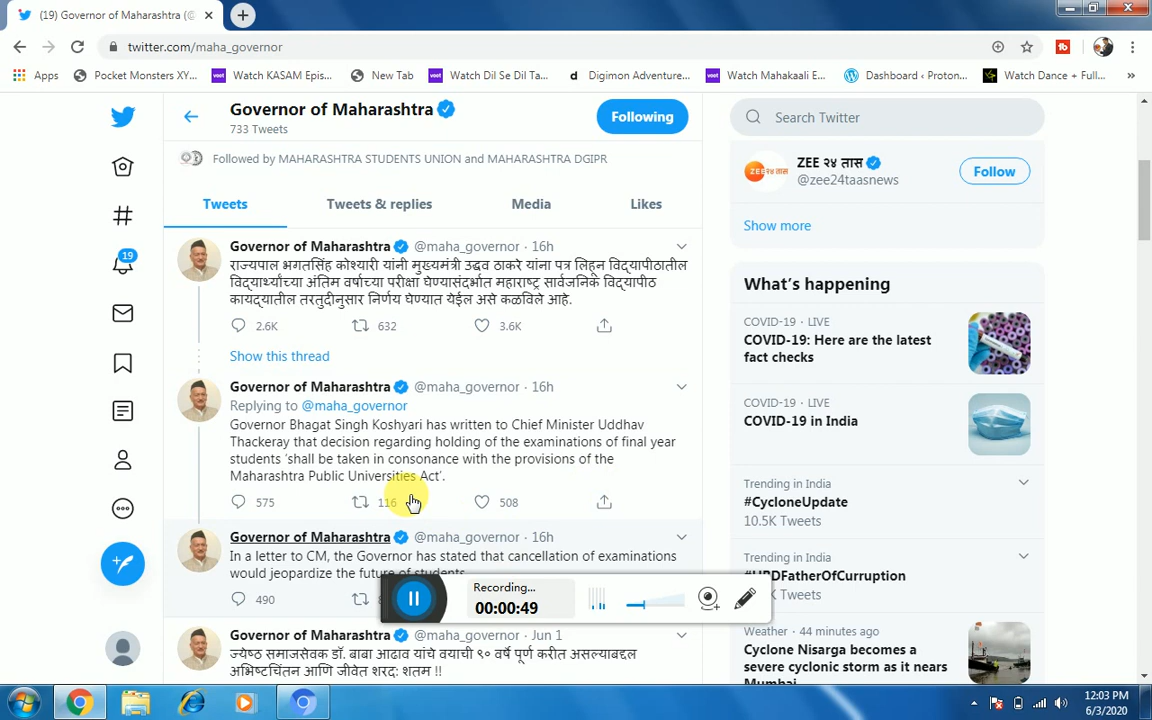 (19) Governor of Maharashtra (@
twitter.com/maha_governor
Apps Pocket Monsters XY... Watch KASAM Epis... New Tab Watch Dil Se Dil Ta... Digimon Adventure... Watch Mahakaali E... Dashboard ‹ Proton... Watch Dance + Full... »
Governor of Maharashtra
733 Tweets
Following
Followed by MAHARASHTRA STUDENTS UNION and MAHARASHTRA DGIPR
Tweets Tweets & replies Media Likes
Governor of Maharashtra @maha_governor · 16h
राज्यपाल भगतसिंह कोश्यारी यांनी मुख्यमंत्री उद्धव ठाकरे यांना पत्र लिहून विद्यापीठातील
विद्यार्थ्यांच्या अंतिम वर्षाच्या परीक्षा घेण्यासंदर्भात महाराष्ट्र सार्वजनिक विद्यापीठ
कायद्यातील तरतुदीनुसार निर्णय घेण्यात येईल असे कळविले आहे.
2.6K 632 3.6K
Show this thread
Governor of Maharashtra @maha_governor · 16h
Replying to @maha_governor
Governor Bhagat Singh Koshyari has written to Chief Minister Uddhav
Thackeray that decision regarding holding of the examinations of final year
students 'shall be taken in consonance with the provisions of the
Maharashtra Public Universities Act'.
575 116 508
Governor of Maharashtra @maha_governor · 16h
In a letter to CM, the Governor has stated that cancellation of examinations
would jeopardize the future of students.
490
Governor of Maharashtra @maha_governor · Jun 1
ज्येष्ठ समाजसेवक डॉ. बाबा आढाव यांचे वयाची ९० वर्षे पूर्ण करीत असल्याबद्दल
अभिष्टचिंतन आणि जीवेत शरदः शतम !!
19
Search Twitter
ZEE २४ तास
@zee24taasnews
Follow
Show more
What's happening
COVID-19 · LIVE
COVID-19: Here are the latest
fact checks
COVID-19 · LIVE
COVID-19 in India
Trending in India
#CycloneUpdate
10.5K Tweets
Trending in India
FatherOfCurruption
Tweets
Weather · 44 minutes ago
Cyclone Nisarga becomes a
severe cyclonic storm as it nears
Mumbai
Recording...
00:00:49
12:03 PM
6/3/2020